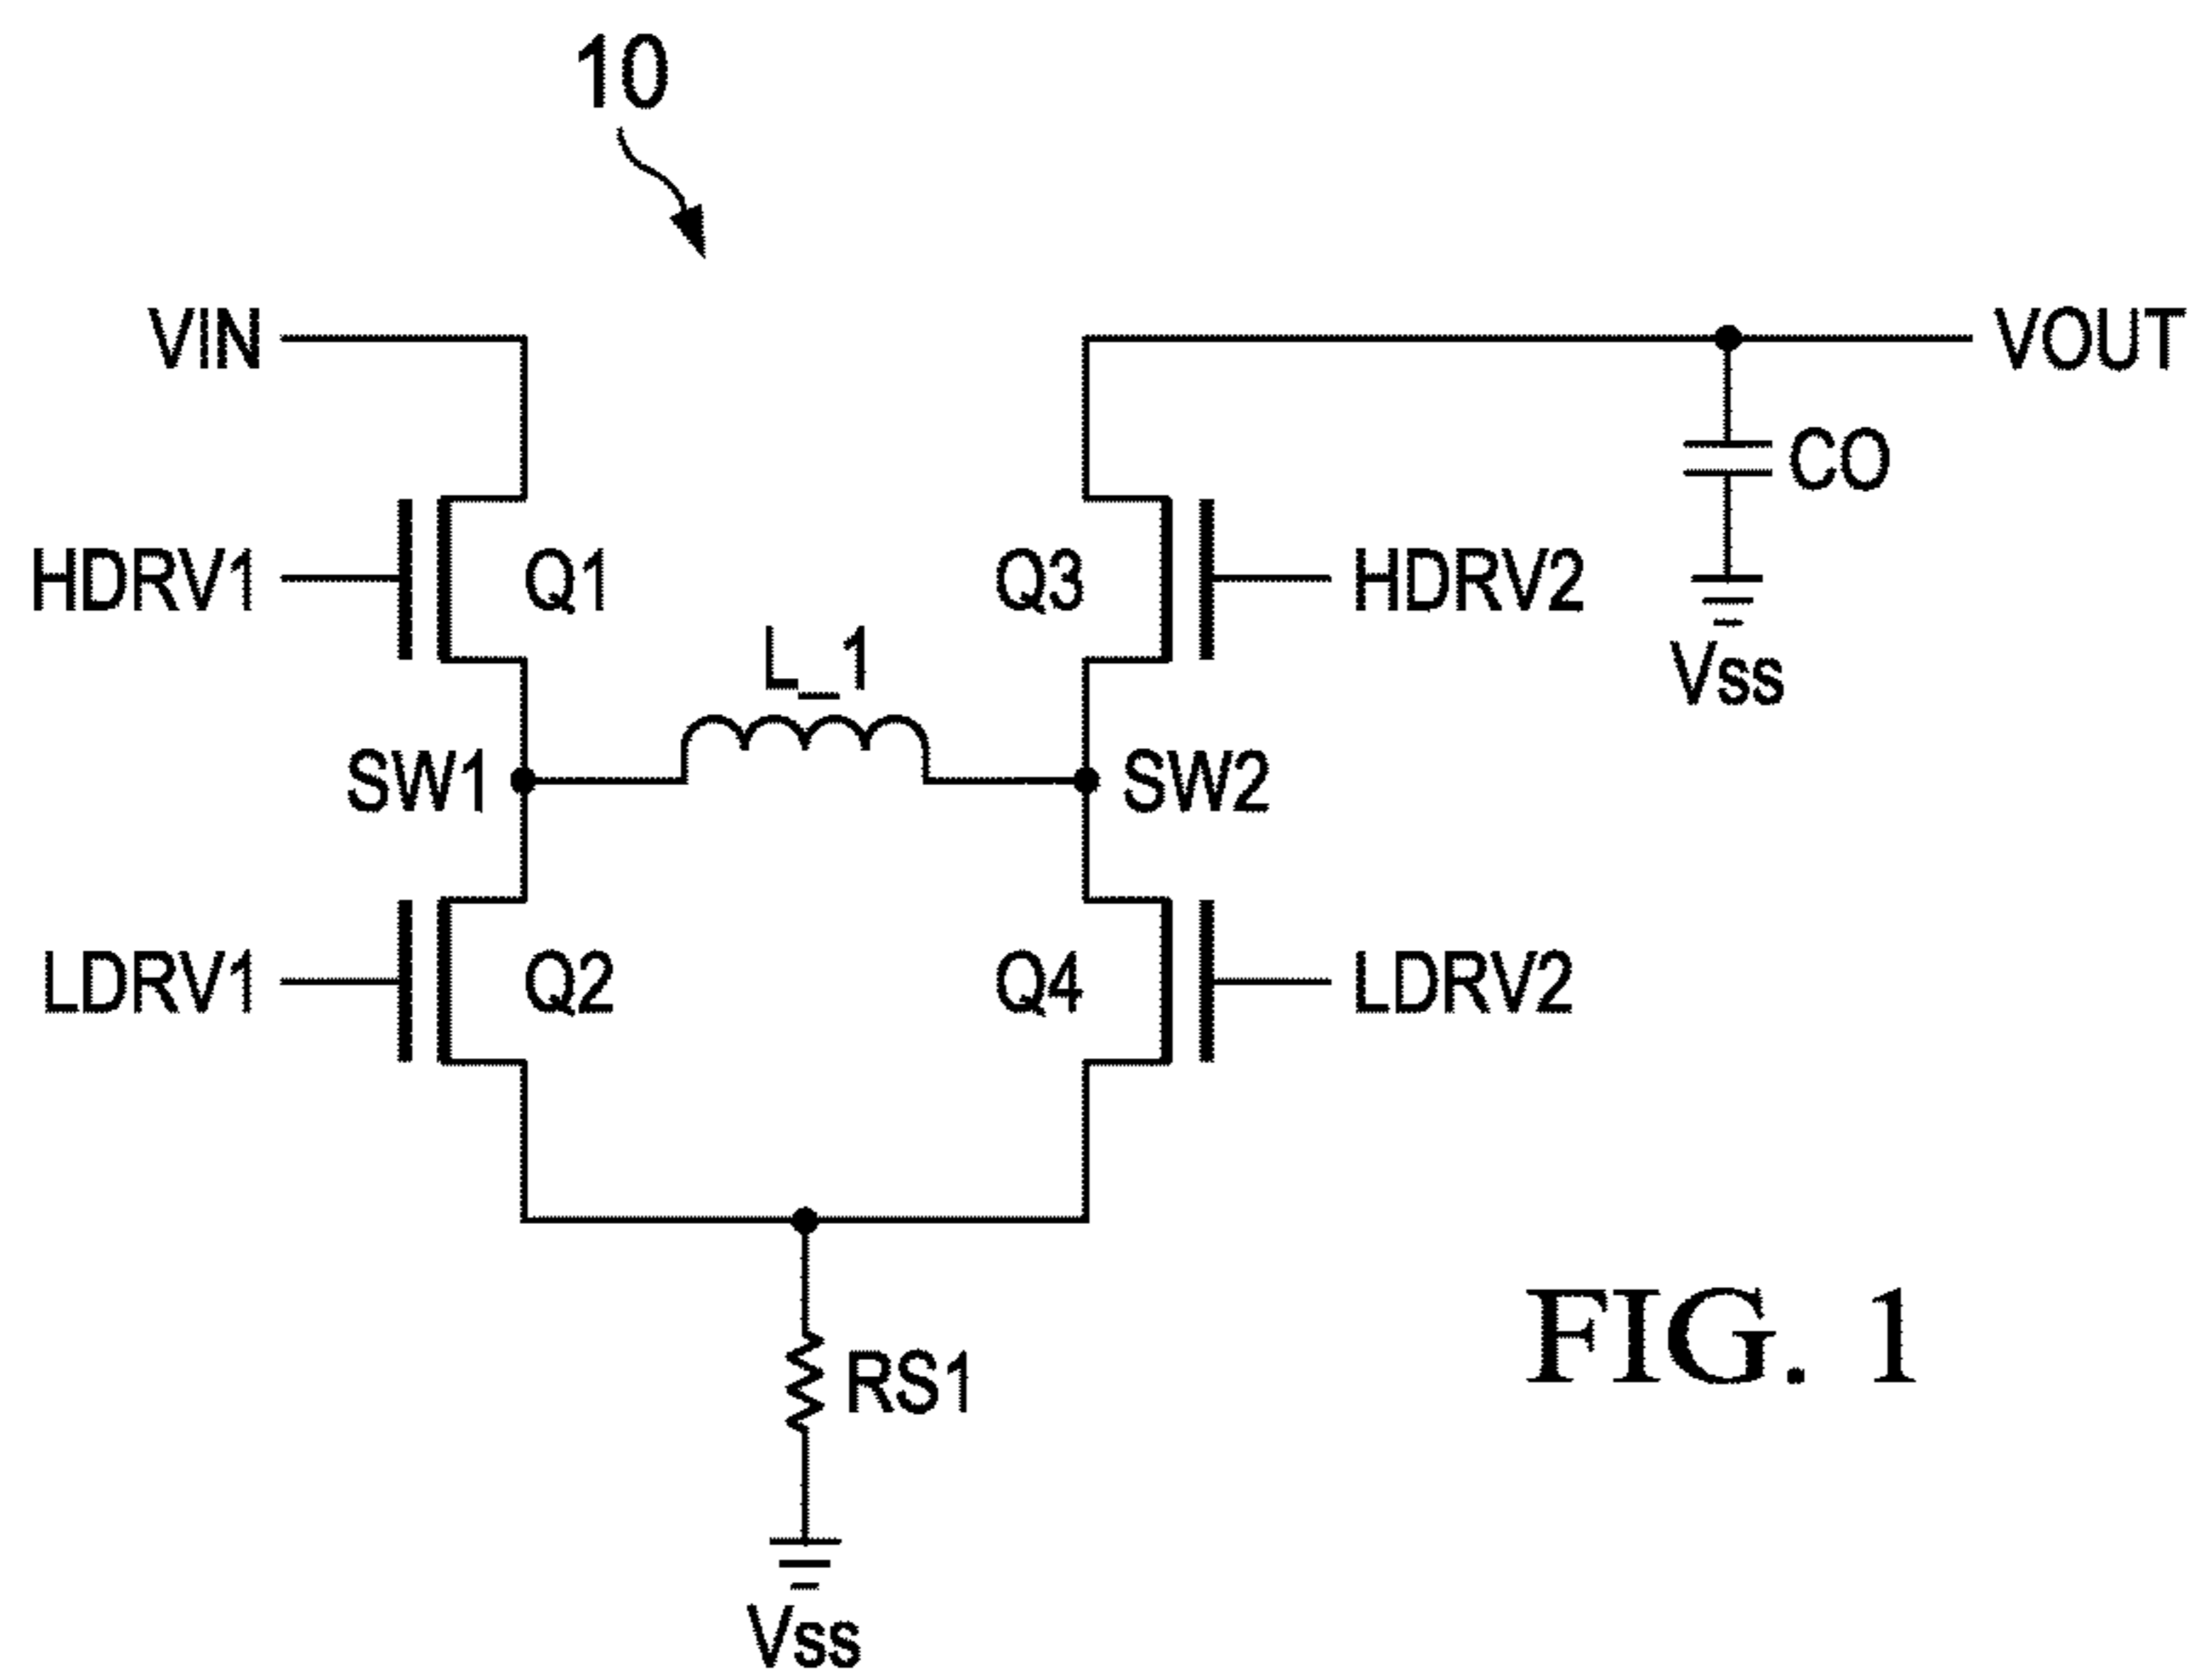 10
VIN
VOUT
CO
HDRV1
Q1
Q3
HDRV2
L_1
Vss
SW1
SW2
LDRV1
Q2
Q4
LDRV2
RS1
FIG. 1
Vss